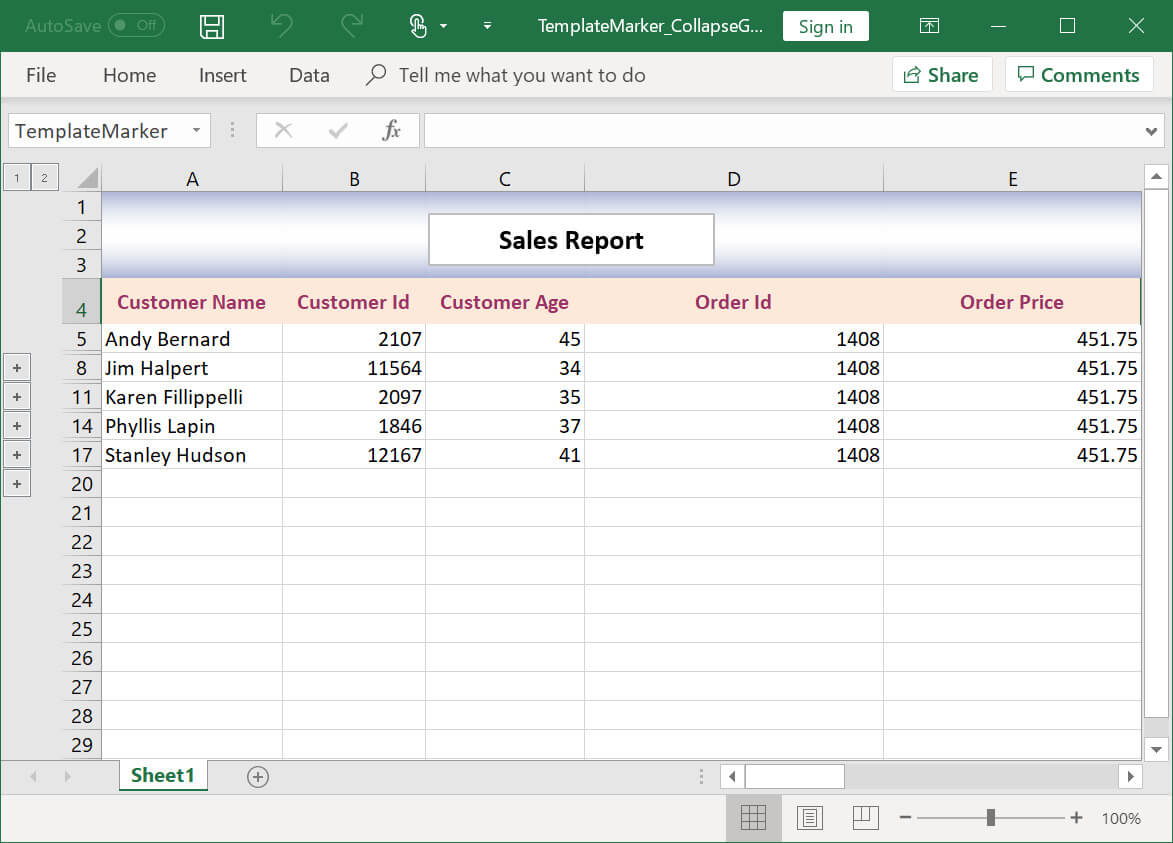 AutoSave Off TemplateMarker_CollapseG... Sign in
File Home Insert Data Tell me what you want to do Share Comments
TemplateMarker fx
1 2 A B C D E
1
2 Sales Report
3
4 Customer Name Customer Id Customer Age Order Id Order Price
5 Andy Bernard 2107 45 1408 451.75
+ 8 Jim Halpert 11564 34 1408 451.75
+ 11 Karen Fillippelli 2097 35 1408 451.75
+ 14 Phyllis Lapin 1846 37 1408 451.75
+ 17 Stanley Hudson 12167 41 1408 451.75
+ 20
21
22
23
24
25
26
27
28
29
Sheet1
100%